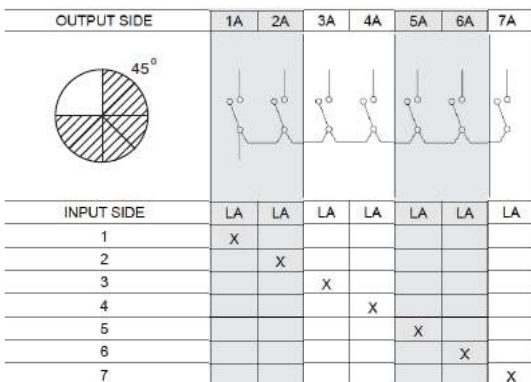 OUTPUT SIDE 1A 2A 3A 4A 5A 6A 7A
45°
INPUT SIDE LA LA LA LA LA LA LA
1 X
2 X
3 X
4 X
5 X
6 X
7 X